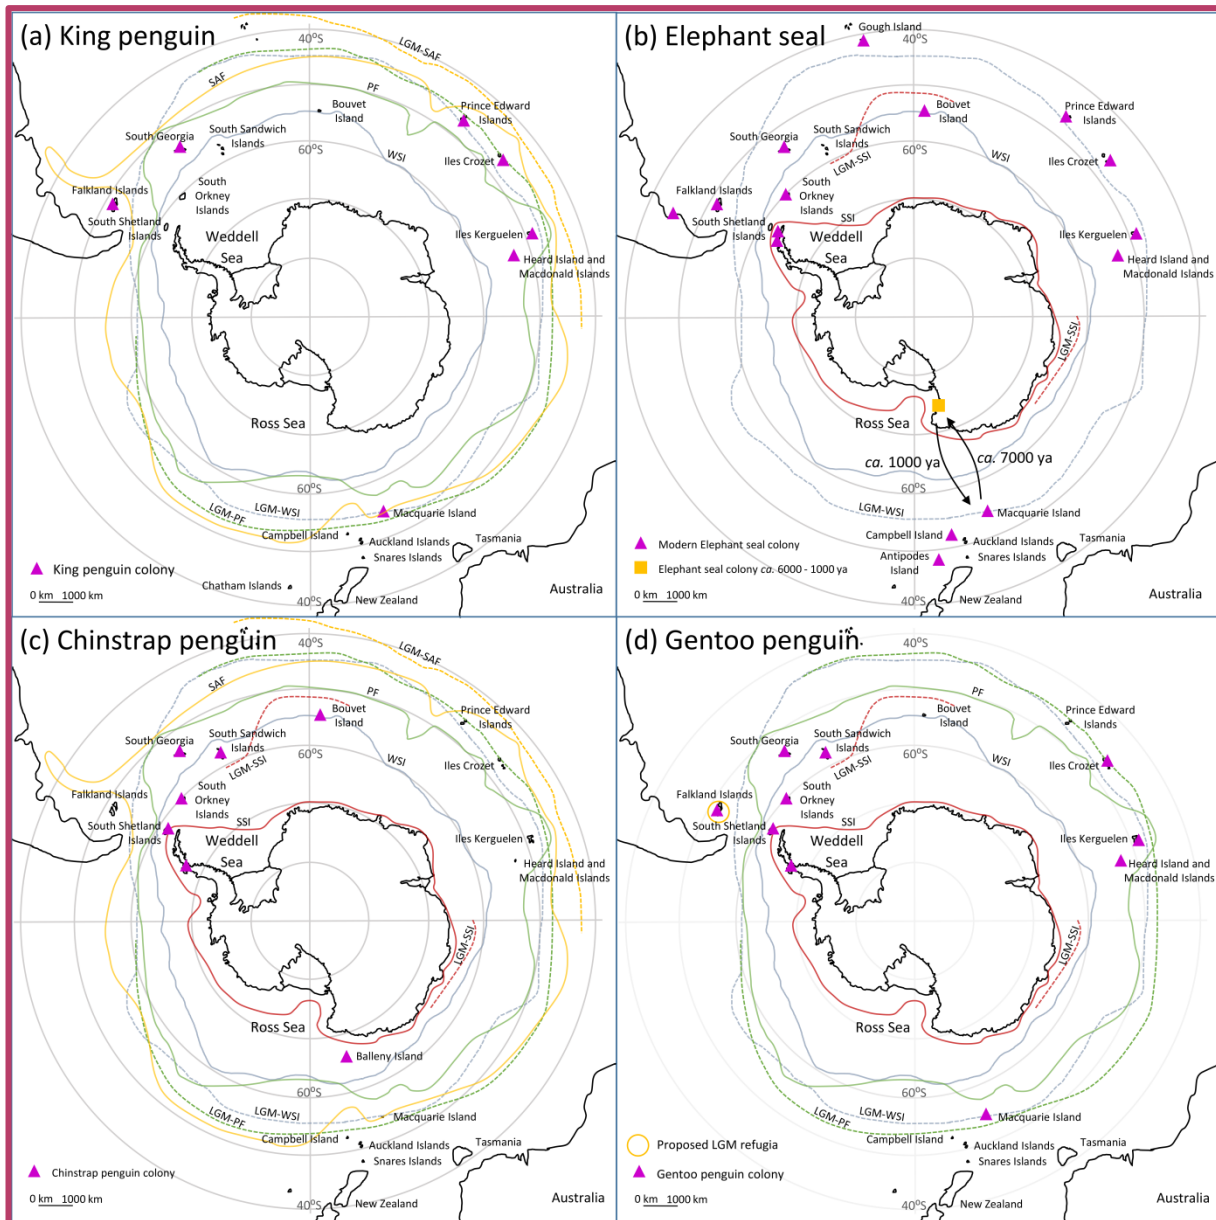 (a) King penguin
40°S
LGM-SAF
SAF
PF
Bouvet
Island
Prince Edward
Islands
South Georgia
South Sandwich
Islands
60°S
WSI
Iles Crozet
Falkland Islands
South
Orkney
Islands
South Shetland
Islands
Weddell
Sea
Iles Kerguelen
Heard Island and
Macdonald Islands
Ross Sea
60°S
LGM-PF
LGM-WSI
Macquarie Island
Campbell Island
Auckland Islands
Snares Islands
Tasmania
King penguin colony
Chatham Islands
Australia
0 km 1000 km
New Zealand
40°S
(b) Elephant seal
Gough Island
40°S
Bouvet
Island
Prince Edward
Islands
South Georgia
South Sandwich
Islands
60°S
WSI
LGM-SSI
Iles Crozet
Falkland Islands
South
Orkney
Islands
South Shetland
Islands
SSI
Weddell
Sea
Iles Kerguelen
Heard Island and
Macdonald Islands
LGM-SSI
Ross Sea
ca. 1000 ya
ca. 7000 ya
60°S
LGM-WSI
Macquarie Island
Campbell Island
Auckland Islands
Snares Islands
Tasmania
Modern Elephant seal colony
Antipodes
Island
Elephant seal colony ca. 6000 - 1000 ya
0 km 1000 km
40°S
New Zealand
Australia
(c) Chinstrap penguin
40°S
LGM-SAF
SAF
PF
Bouvet
Island
Prince Edward
Islands
South Georgia
South Sandwich
Islands
60°S
WSI
LGM-SSI
Iles Crozet
Falkland Islands
South
Orkney
Islands
South Shetland
Islands
SSI
Weddell
Sea
Iles Kerguelen
Heard Island and
Macdonald Islands
LGM-SSI
Ross Sea
Balleny Island
60°S
LGM-PF
LGM-WSI
Macquarie Island
Campbell Island
Auckland Islands
Snares Islands
Tasmania
Chinstrap penguin colony
0 km 1000 km
40°S
New Zealand
Australia
(d) Gentoo penguin
40°S
PF
Bouvet
Island
Prince Edward
Islands
South Georgia
South Sandwich
Islands
60°S
WSI
LGM-SSI
Iles Crozet
Falkland Islands
South
Orkney
Islands
South Shetland
Islands
SSI
Weddell
Sea
Iles Kerguelen
Heard Island and
Macdonald Islands
LGM-SSI
Ross Sea
60°S
LGM-PF
LGM-WSI
Macquarie Island
Campbell Island
Auckland Islands
Snares Islands
Tasmania
Proposed LGM refugia
Gentoo penguin colony
0 km 1000 km
40°S
New Zealand
Australia